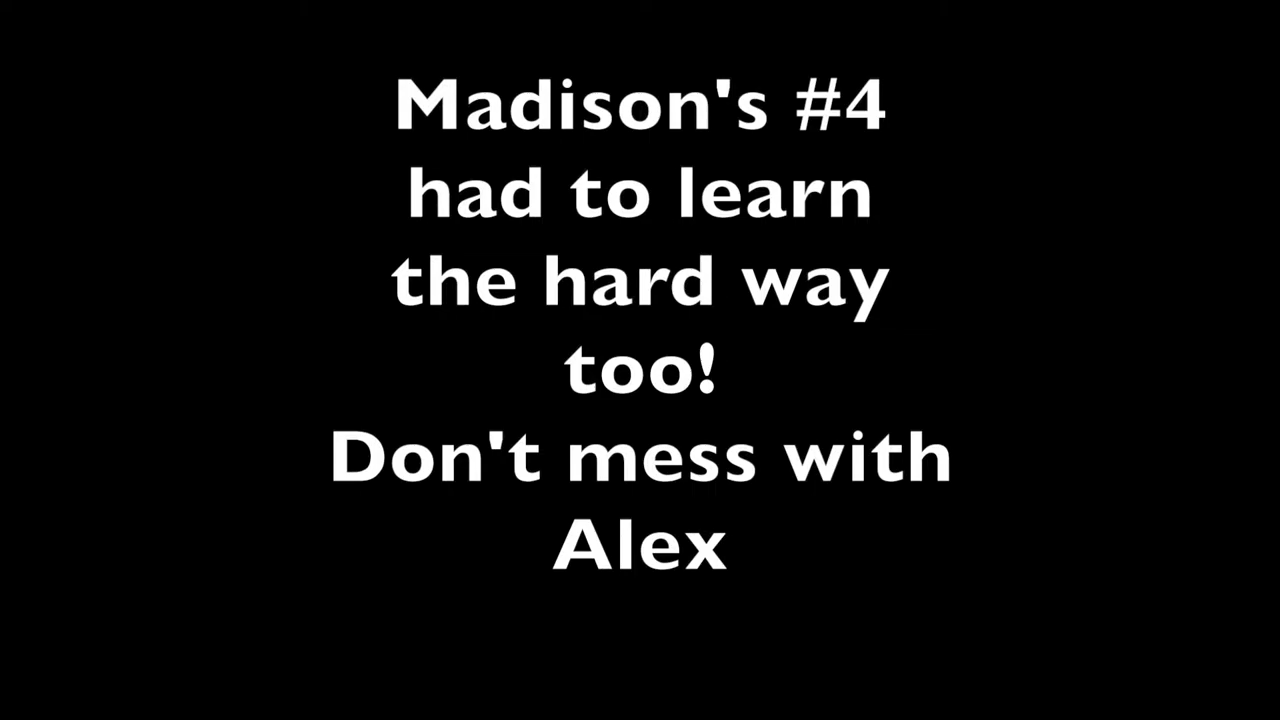 Madison's #4
had to learn
the hard way
too!
Don't mess with
Alex